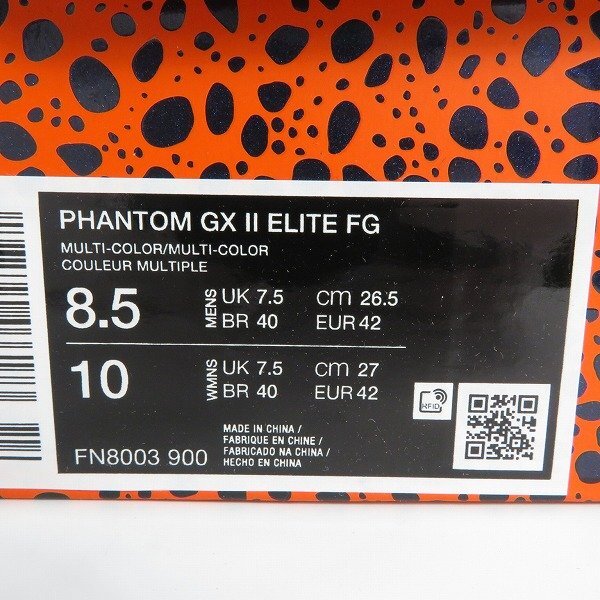 PHANTOM GX II ELITE FG
MULTI-COLOR/MULTI-COLOR
COULEUR MULTIPLE
8.5 MENS UK 7.5 cm 26.5
BR 40 EUR 42
10 WMNS UK 7.5 cm 27
BR 40 EUR 42
RFID
MADE IN CHINA /
FABRIQUE EN CHINE /
FABRICADO NA CHINA /
HECHO EN CHINA
FN8003 900